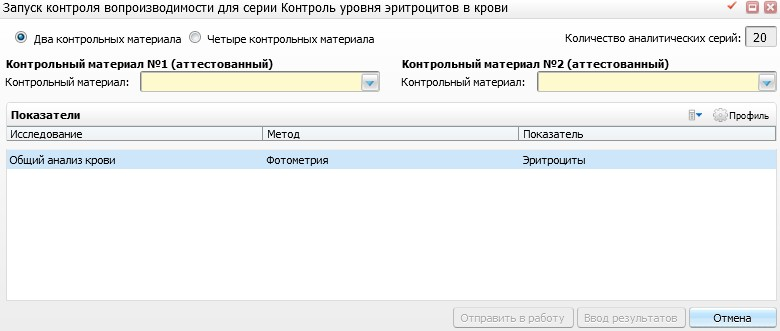 Запуск контроля вопроизводимости для серии Контроль уровня эритроцитов в крови
Два контрольных материала Четыре контрольных материала Количество аналитических серий: 20
Контрольный материал №1 (аттестованный) Контрольный материал №2 (аттестованный)
Контрольный материал: Контрольный материал:
Показатели Профиль
Исследование Метод Показатель
Общий анализ крови Фотометрия Эритроциты
Отправить в работу Ввод результатов Отмена